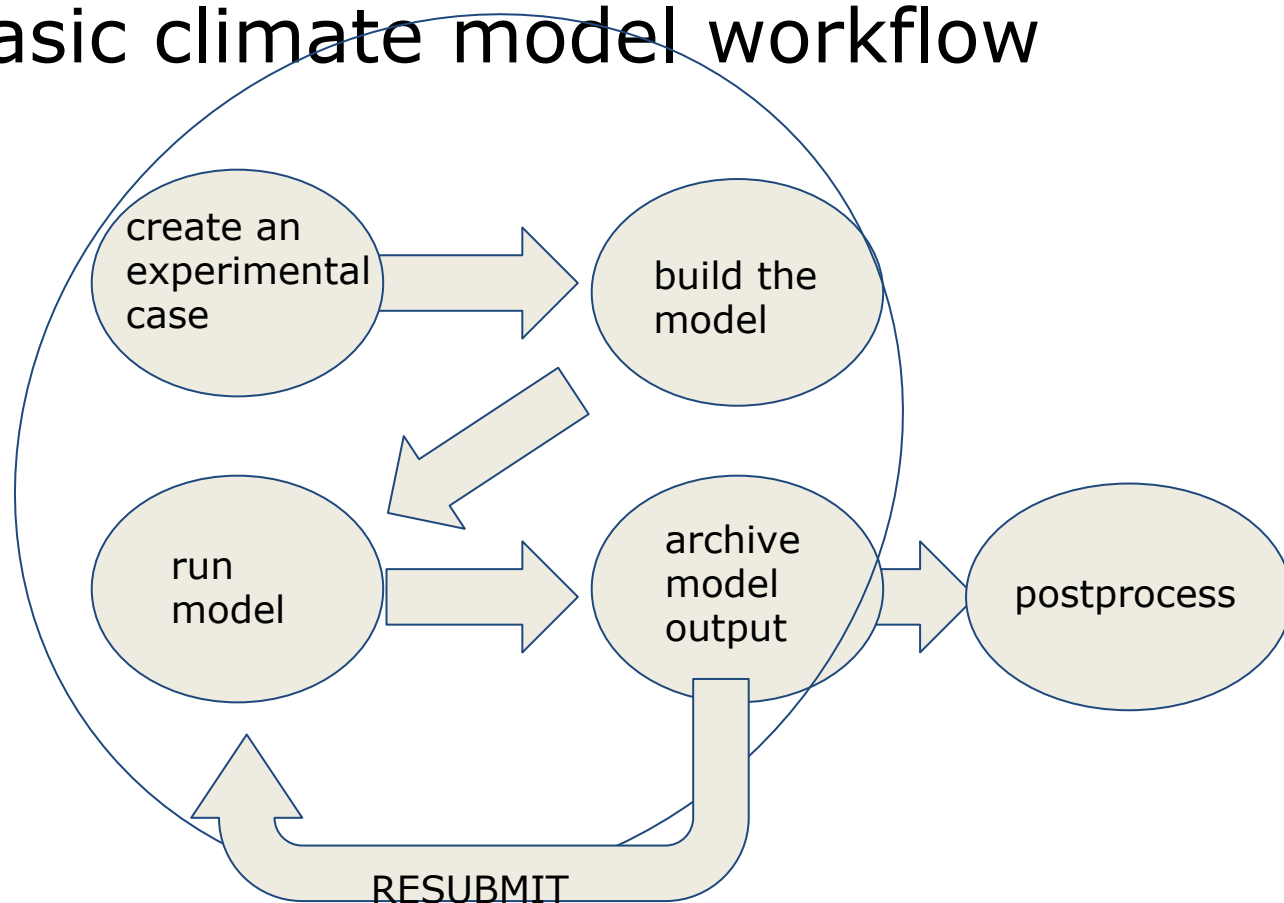 asic climate model workflow
create an
experimental
case
build the
model
run
model
archive
model
output
postprocess
RESUBMIT